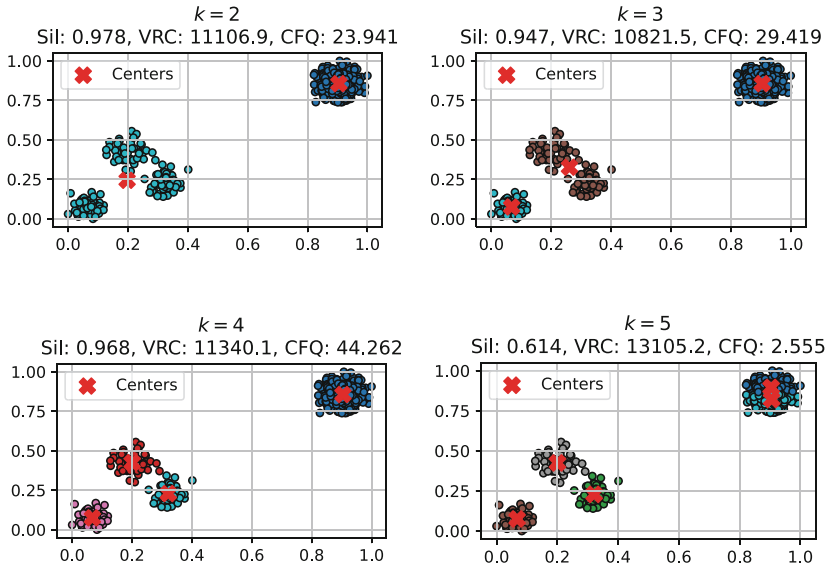 k = 2
Sil: 0.978, VRC: 11106.9, CFQ: 23.941
1.00
0.75
0.50
0.25
0.00
Centers
0.0 0.2 0.4 0.6 0.8 1.0
k = 3
Sil: 0.947, VRC: 10821.5, CFQ: 29.419
1.00
0.75
0.50
0.25
0.00
Centers
0.0 0.2 0.4 0.6 0.8 1.0
k = 4
Sil: 0.968, VRC: 11340.1, CFQ: 44.262
1.00
0.75
0.50
0.25
0.00
Centers
0.0 0.2 0.4 0.6 0.8 1.0
k = 5
Sil: 0.614, VRC: 13105.2, CFQ: 2.555
1.00
0.75
0.50
0.25
0.00
Centers
0.0 0.2 0.4 0.6 0.8 1.0